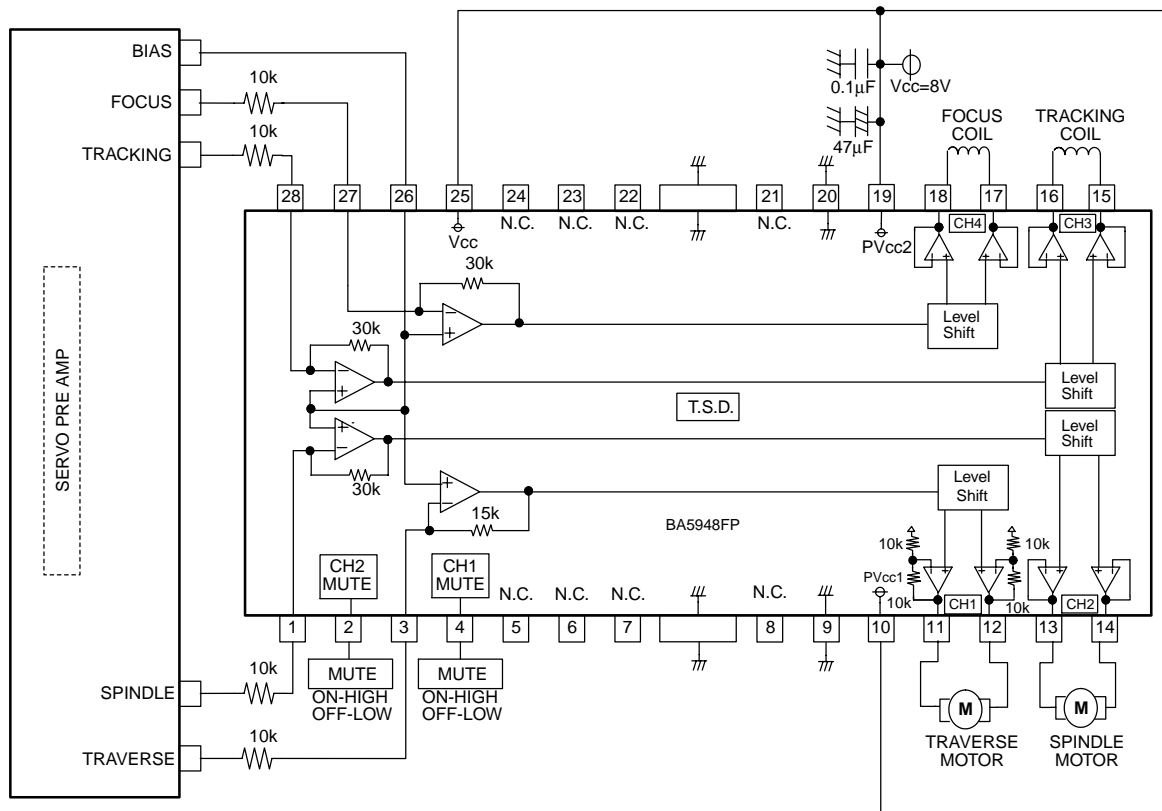 BIAS
FOCUS
TRACKING
10k
10k
SERVO PRE AMP
SPINDLE
TRAVERSE
10k
10k
0.1μF
Vcc=8V
47μF
FOCUS
COIL
TRACKING
COIL
28
27
26
25
24
23
22
21
20
19
18
17
16
15
Vcc
N.C.
N.C.
N.C.
N.C.
PVcc2
CH4
CH3
30k
30k
30k
15k
Level
Shift
Level
Shift
Level
Shift
Level
Shift
T.S.D.
BA5948FP
CH2
MUTE
CH1
MUTE
N.C.
N.C.
N.C.
N.C.
PVcc1
10k
10k
10k
10k
CH1
CH2
1
2
3
4
5
6
7
8
9
10
11
12
13
14
MUTE
ON-HIGH
OFF-LOW
MUTE
ON-HIGH
OFF-LOW
M
M
TRAVERSE
MOTOR
SPINDLE
MOTOR